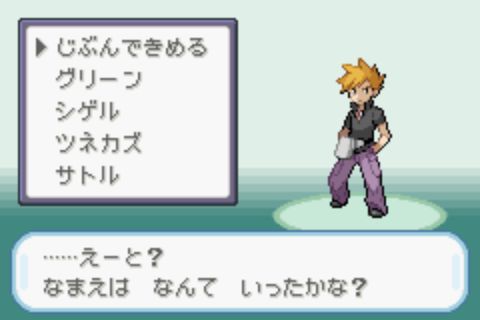 ▶じぶんできめる
グリーン
シゲル
ツネカズ
サトル
……えーと?
なまえは なんて いったかな?